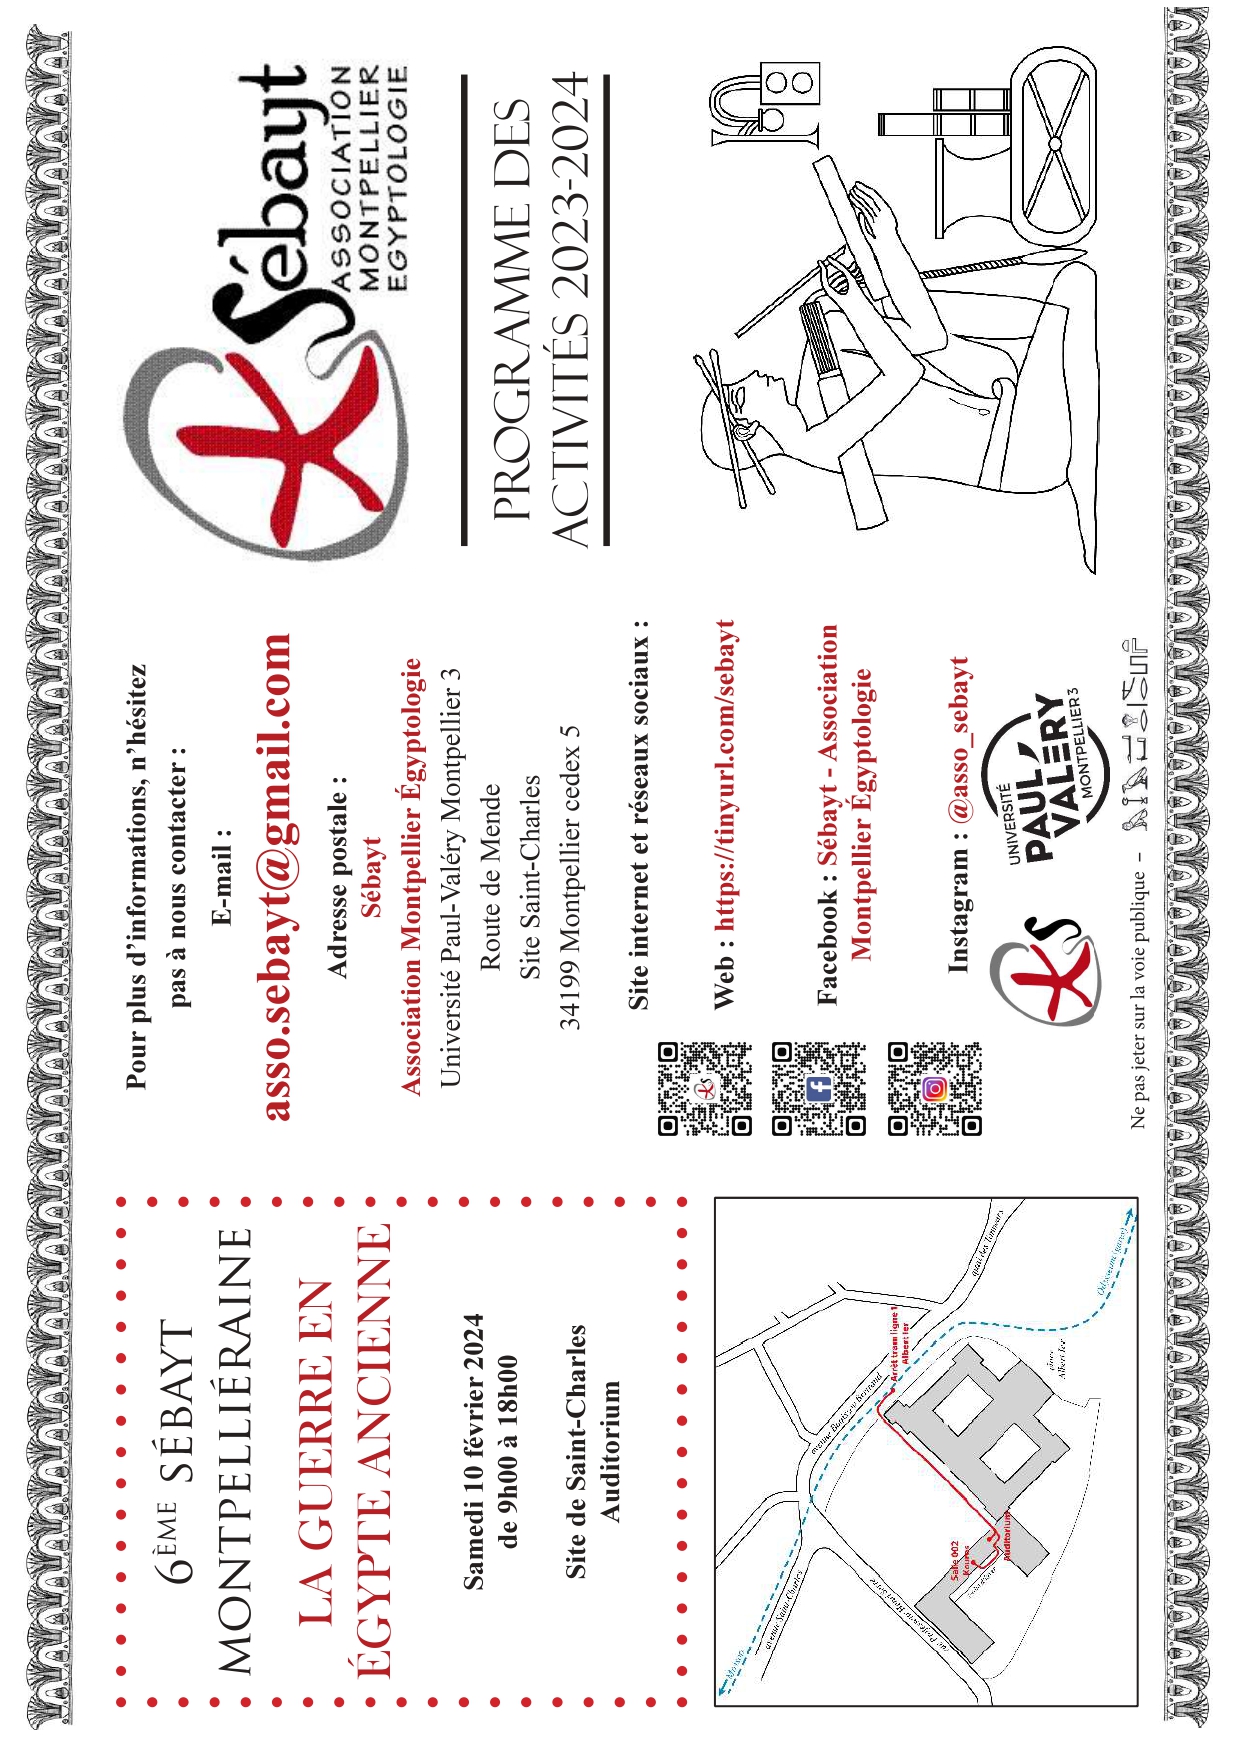 6ÈME SÉBAYT
MONTPELLIÉRAINE
LA GUERRE EN
ÉGYPTE ANCIENNE
Samedi 10 février 2024
de 9h00 à 18h00
Site de Saint-Charles
Auditorium
Mosson
avenue Saint-Charles
avenue Bouisson Bertrand
rue Professeur Henri Serre
Arrêt tram ligne 1
Albert Ier
Salle 002
Kouros
Auditorium
quai des Tanneurs
place
Albert Ier
Odysseum (gares)
Pour plus d’informations, n’hésitez
pas à nous contacter :
E-mail :
asso.sebayt@gmail.com
Adresse postale :
Sébayt
Association Montpellier Égyptologie
Université Paul-Valéry Montpellier 3
Route de Mende
Site Saint-Charles
34199 Montpellier cedex 5
Site internet et réseaux sociaux :
Web : https://tinyurl.com/sebayt
Facebook : Sébayt - Association
Montpellier Égyptologie
Instagram : @asso_sebayt
UNIVERSITÉ
PAUL
VALÉRY
MONTPELLIER 3
Ne pas jeter sur la voie publique –
Sébayt
ASSOCIATION
MONTPELLIER
EGYPTOLOGIE
PROGRAMME DES
ACTIVITÉS 2023-2024